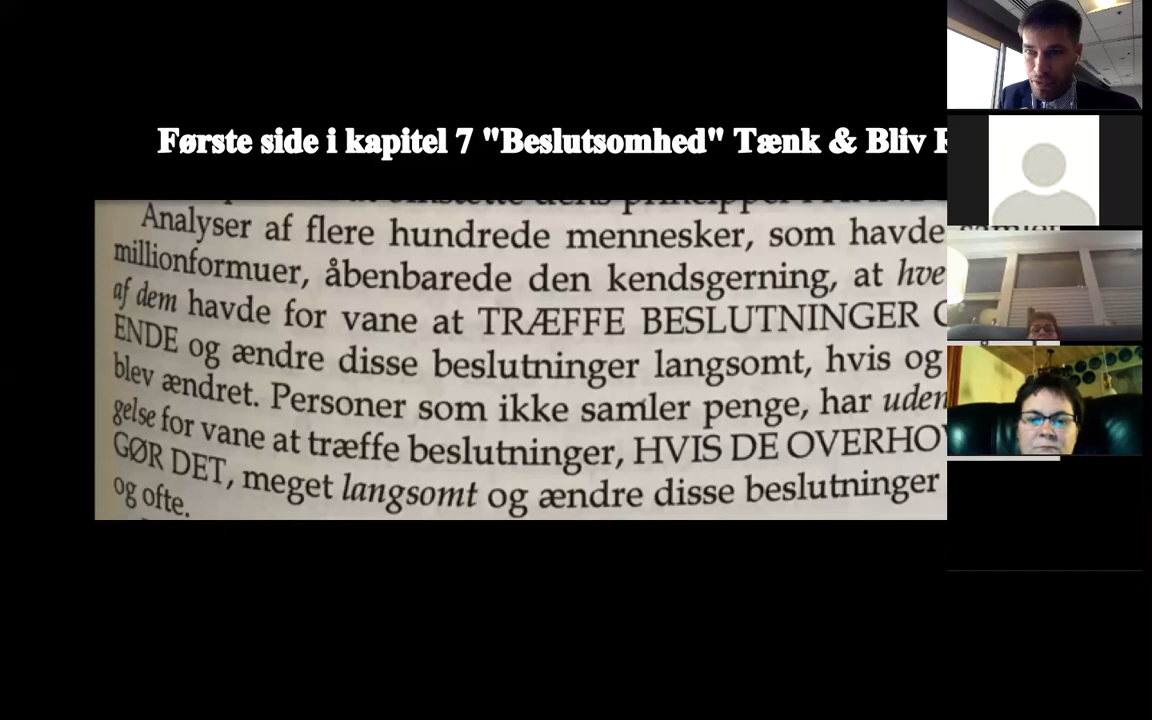 Første side i kapitel 7 "Beslutsomhed" Tænk & Bliv
Analyser af flere hundrede mennesker, som havde
millionformuer, åbenbarede den kendsgerning, at
af dem havde for vane at TRÆFFE BESLUTNINGER
ENDE og ændre disse beslutninger langsomt, hvis og
blev ændret. Personer som ikke samler penge, har
gelse for vane at træffe beslutninger, HVIS DE
GØR DET, meget langsomt og ændre disse beslutninger
og ofte.